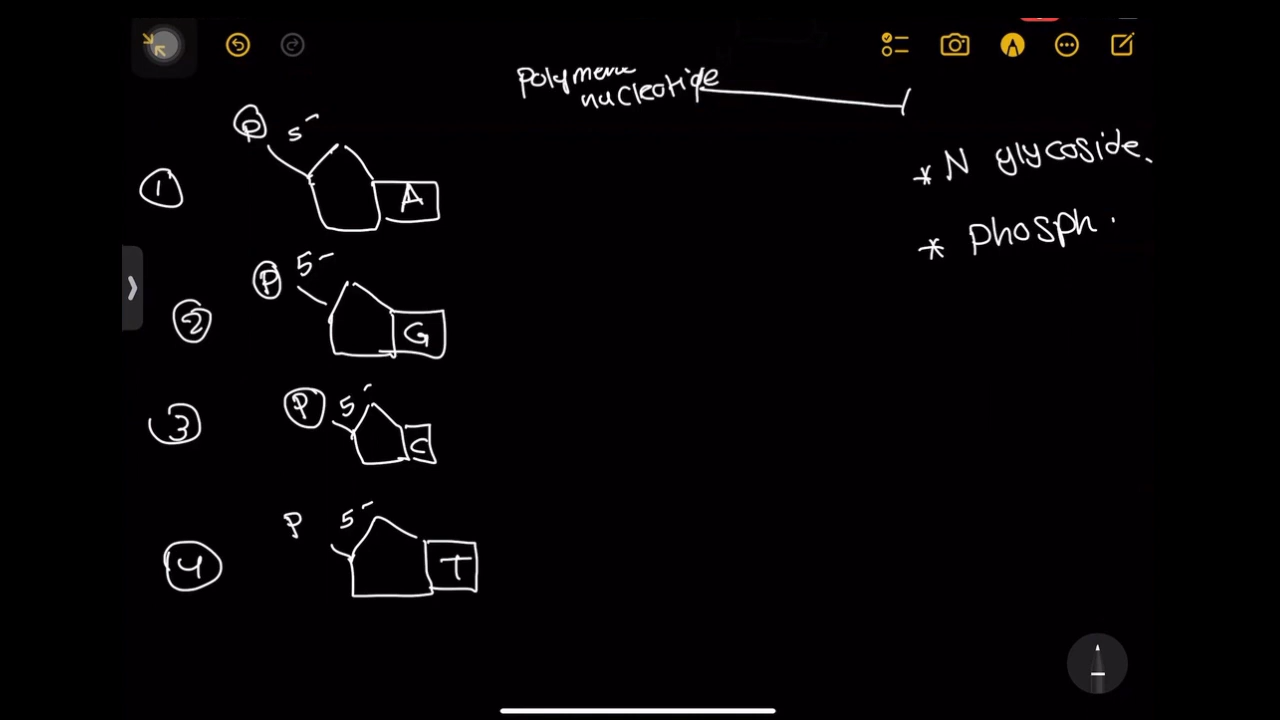 Polymeric
nucleotide
* N glycoside.
* Phosph.
P 5-
1
A
P 5-
2
G
P 5-
3
C
P 5-
4
T